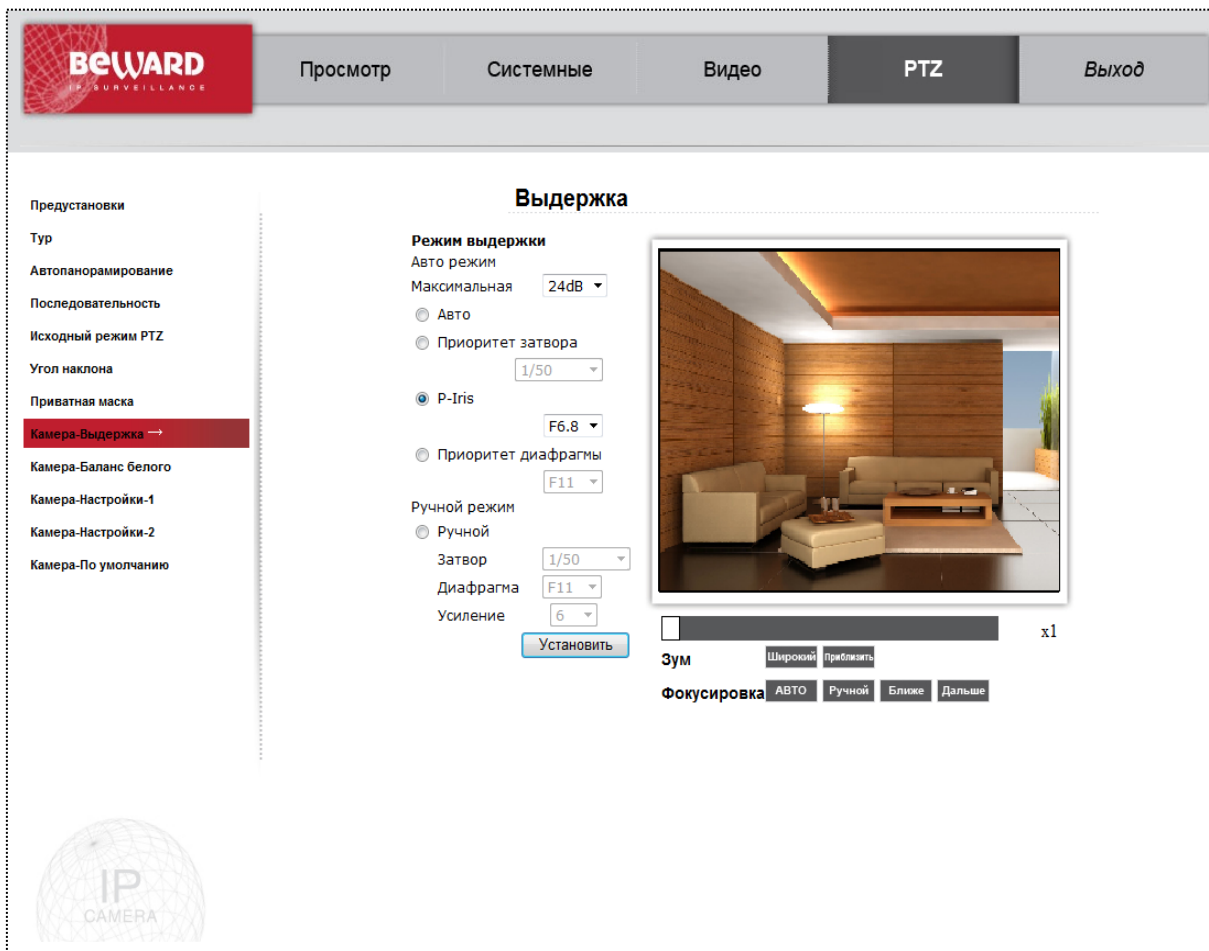 BEWARD
IP SURVEILLANCE
Просмотр
Системные
Видео
PTZ
Выход
Предустановки
Тур
Автопанорамирование
Последовательность
Исходный режим PTZ
Угол наклона
Приватная маска
Камера-Выдержка →
Камера-Баланс белого
Камера-Настройки-1
Камера-Настройки-2
Камера-По умолчанию
Выдержка
Режим выдержки
Авто режим
Максимальная 24dB
Авто
Приоритет затвора
1/50
P-Iris
F6.8
Приоритет диафрагмы
F11
Ручной режим
Ручной
Затвор 1/50
Диафрагма F11
Усиление 6
Установить
x1
Зум Широкий Приблизить
Фокусировка АВТО Ручной Ближе Дальше
IP
CAMERA